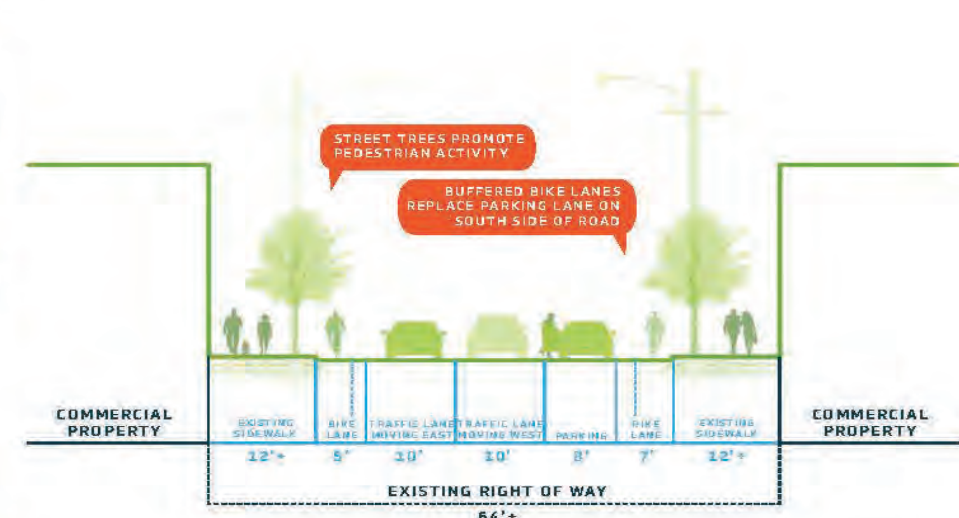 STREET TREES PROMOTE
PEDESTRIAN ACTIVITY
BUFFERED BIKE LANES
REPLACE PARKING LANE ON
SOUTH SIDE OF ROAD
COMMERCIAL
PROPERTY
EXISTING
SIDEWALK
BIKE
LANE
TRAFFIC LANE
MOVING EAST
TRAFFIC LANE
MOVING WEST
PARKING
BIKE
LANE
EXISTING
SIDEWALK
COMMERCIAL
PROPERTY
12'+
10'
10'
8'
7'
12'+
EXISTING RIGHT OF WAY